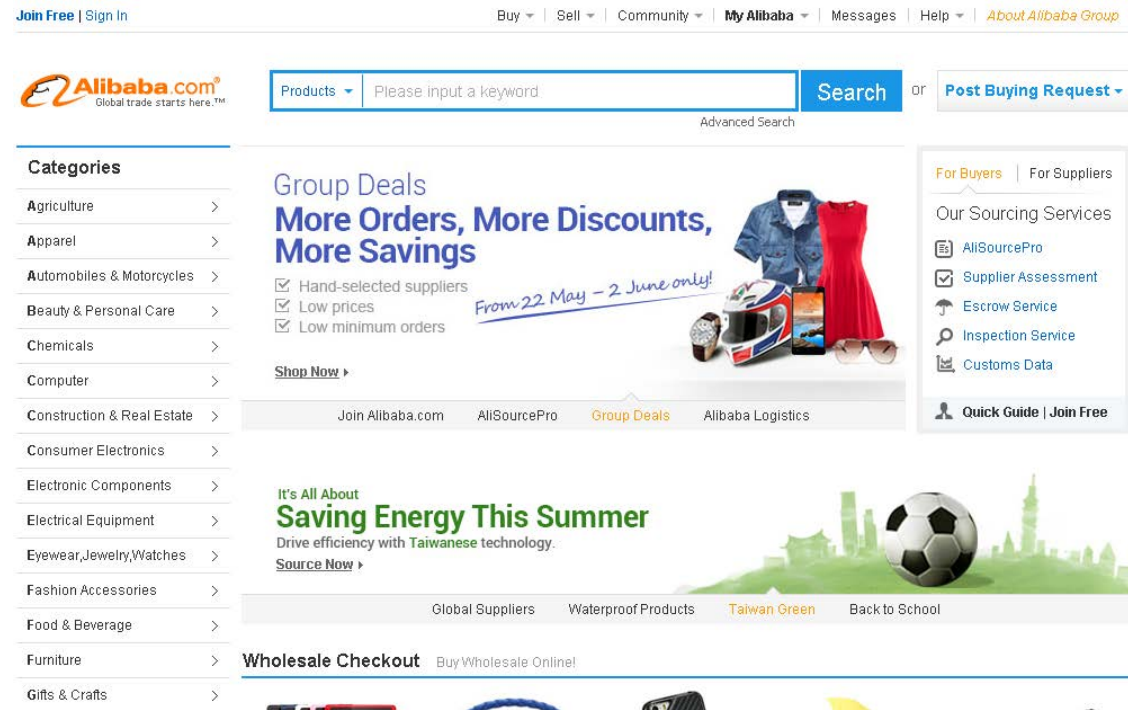 Join Free | Sign In
Buy Sell Community My Alibaba Messages Help About Alibaba Group
Alibaba.com®
Global trade starts here.™
Products Please input a keyword Search or Post Buying Request
Advanced Search
Categories
Agriculture
Apparel
Automobiles & Motorcycles
Beauty & Personal Care
Chemicals
Computer
Construction & Real Estate
Consumer Electronics
Electronic Components
Electrical Equipment
Eyewear,Jewelry,Watches
Fashion Accessories
Food & Beverage
Furniture
Gifts & Crafts
Group Deals
More Orders, More Discounts,
More Savings
Hand-selected suppliers
Low prices
Low minimum orders
From 22 May – 2 June only!
Shop Now
Join Alibaba.com AliSourcePro Group Deals Alibaba Logistics
For Buyers | For Suppliers
Our Sourcing Services
AliSourcePro
Supplier Assessment
Escrow Service
Inspection Service
Customs Data
Quick Guide | Join Free
It's All About
Saving Energy This Summer
Drive efficiency with Taiwanese technology.
Source Now
Global Suppliers Waterproof Products Taiwan Green Back to School
Wholesale Checkout Buy Wholesale Online!